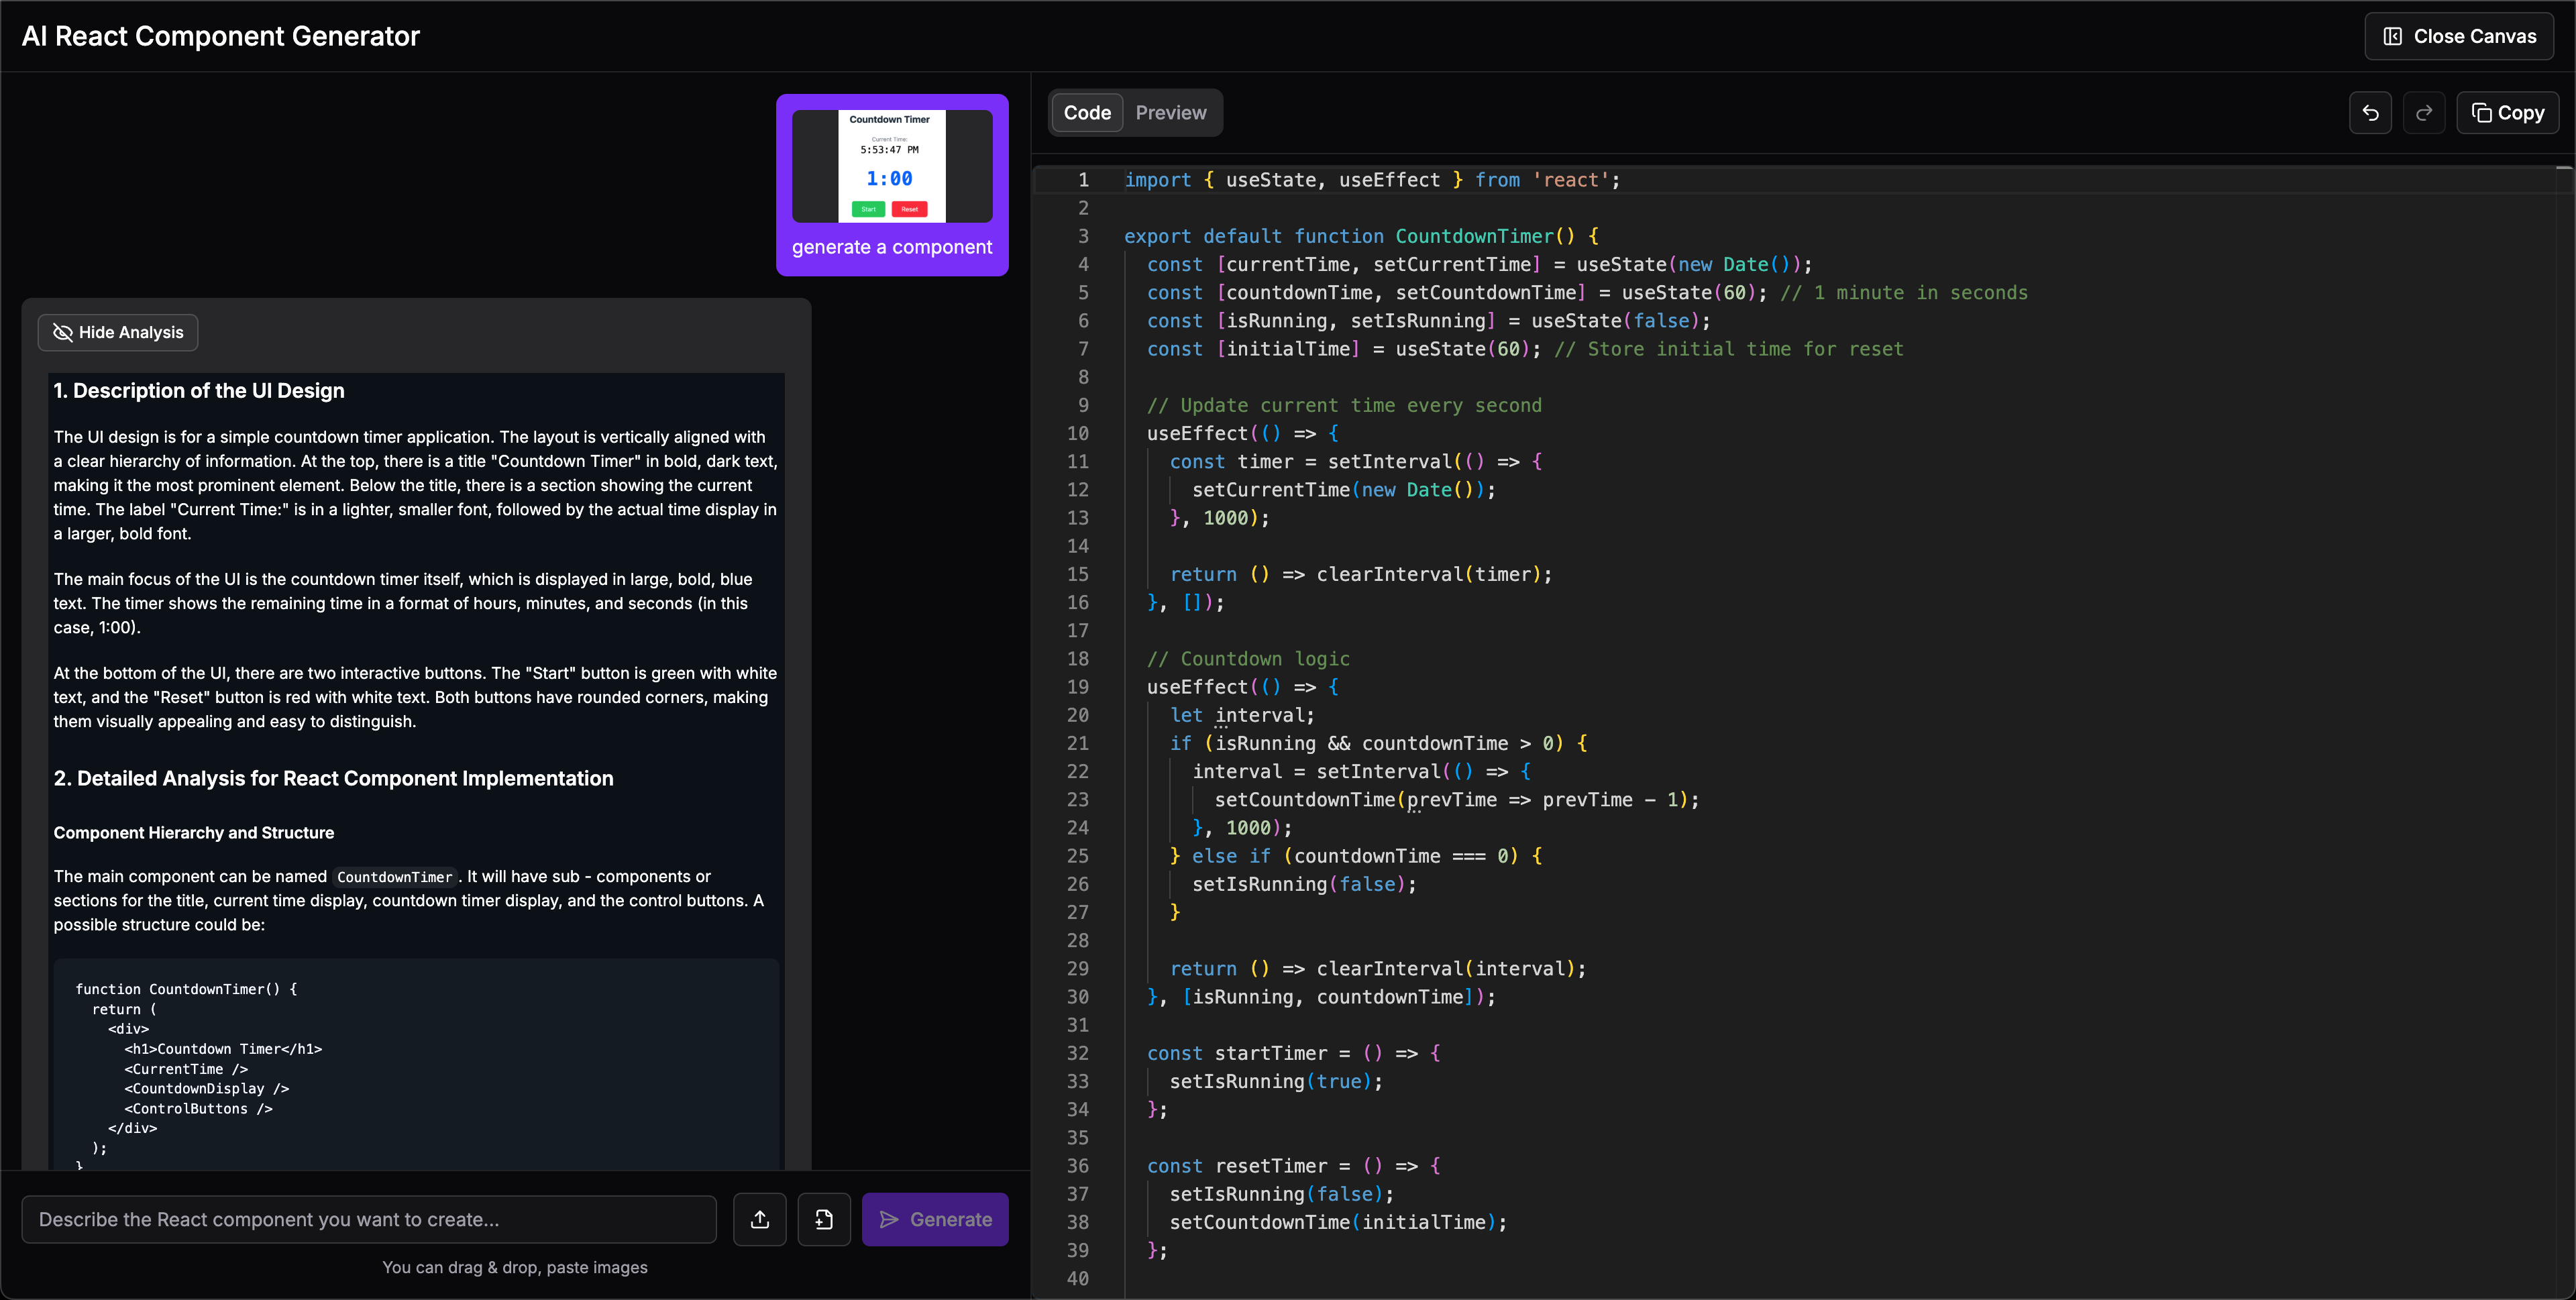 AI React Component Generator
Close Canvas
Countdown Timer
Current Time:
5:53:47 PM
1:00
Start Reset
generate a component
Hide Analysis
1. Description of the UI Design
The UI design is for a simple countdown timer application. The layout is vertically aligned with
a clear hierarchy of information. At the top, there is a title "Countdown Timer" in bold, dark text,
making it the most prominent element. Below the title, there is a section showing the current
time. The label "Current Time:" is in a lighter, smaller font, followed by the actual time display in
a larger, bold font.
The main focus of the UI is the countdown timer itself, which is displayed in large, bold, blue
text. The timer shows the remaining time in a format of hours, minutes, and seconds (in this
case, 1:00).
At the bottom of the UI, there are two interactive buttons. The "Start" button is green with white
text, and the "Reset" button is red with white text. Both buttons have rounded corners, making
them visually appealing and easy to distinguish.
2. Detailed Analysis for React Component Implementation
Component Hierarchy and Structure
The main component can be named CountdownTimer. It will have sub - components or
sections for the title, current time display, countdown timer display, and the control buttons. A
possible structure could be:
function CountdownTimer() {
  return (
    <div>
      <h1>Countdown Timer</h1>
      <CurrentTime />
      <CountdownDisplay />
      <ControlButtons />
    </div>
  );
}
Describe the React component you want to create...
Generate
You can drag & drop, paste images
Code Preview
Copy
1 import { useState, useEffect } from 'react';
2
3 export default function CountdownTimer() {
4   const [currentTime, setCurrentTime] = useState(new Date());
5   const [countdownTime, setCountdownTime] = useState(60); // 1 minute in seconds
6   const [isRunning, setIsRunning] = useState(false);
7   const [initialTime] = useState(60); // Store initial time for reset
8
9   // Update current time every second
10   useEffect(() => {
11     const timer = setInterval(() => {
12       setCurrentTime(new Date());
13     }, 1000);
14
15     return () => clearInterval(timer);
16   }, []);
17
18   // Countdown logic
19   useEffect(() => {
20     let interval;
21     if (isRunning && countdownTime > 0) {
22       interval = setInterval(() => {
23         setCountdownTime(prevTime => prevTime - 1);
24       }, 1000);
25     } else if (countdownTime === 0) {
26       setIsRunning(false);
27     }
28
29     return () => clearInterval(interval);
30   }, [isRunning, countdownTime]);
31
32   const startTimer = () => {
33     setIsRunning(true);
34   };
35
36   const resetTimer = () => {
37     setIsRunning(false);
38     setCountdownTime(initialTime);
39   };
40